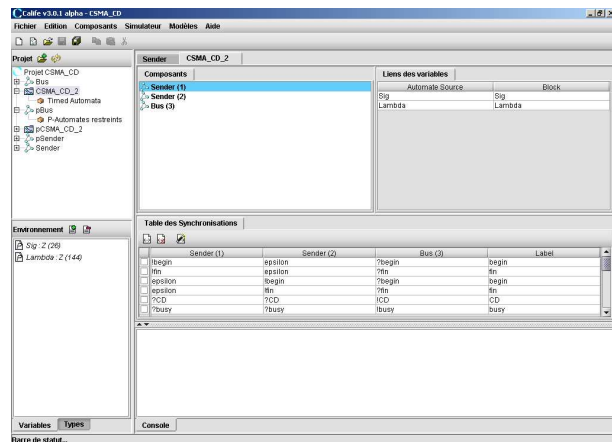 Calife v3.0.1 alpha - CSMA_CD
Fichier Edition Composants Simulateur Modèles Aide
Projet
Sender CSMA_CD_2
Projet CSMA_CD
Bus
CSMA_CD_2
Timed Automata
pBus
P-Automates restreints
pCSMA_CD_2
pSender
Sender
Composants
Sender (1)
Sender (2)
Bus (3)
Liens des variables
Automate Source Block
Sig Sig
Lambda Lambda
Environnement
Sig : Z (26)
Lambda : Z (144)
Table des Synchronisations
Sender (1) Sender (2) Bus (3) Label
!begin epsilon ?begin begin
!fin epsilon ?fin fin
epsilon !begin ?begin begin
epsilon !fin ?fin fin
?CD ?CD !CD CD
?busy ?busy !busy busy
Variables Types
Console
Barre de statut...